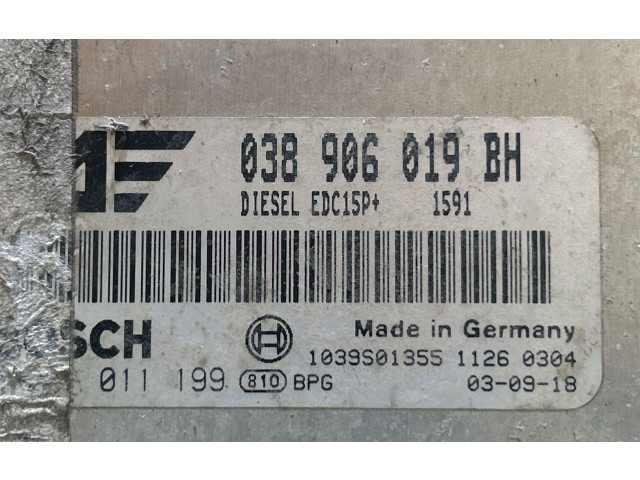 038 906 019 BH
DIESEL EDC15P+ 1591
Made in Germany
1039S01355 1126 0304
011 199 810 BPG 03-09-18